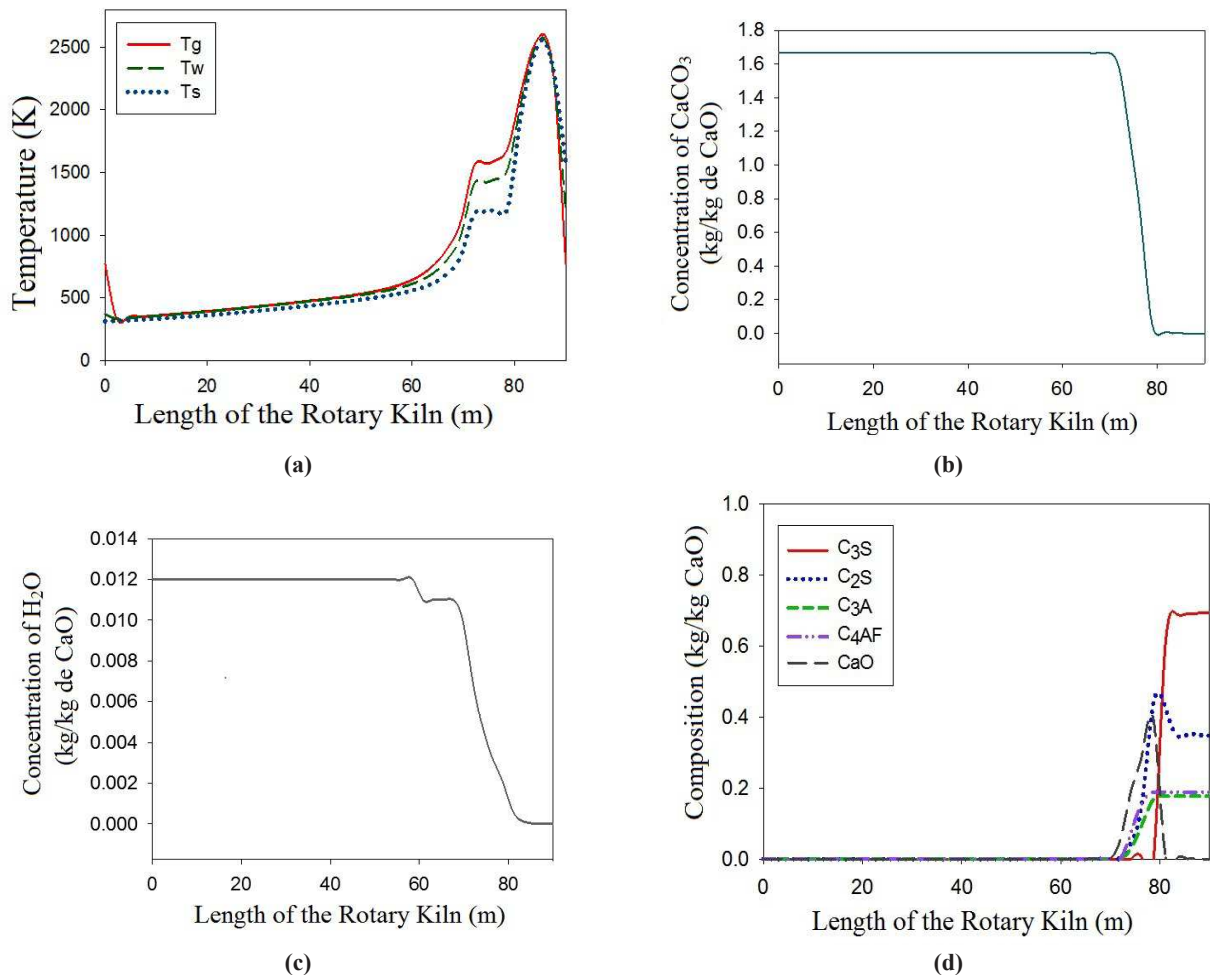 Temperature (K)
2500
2000
1500
1000
500
0
Tg
Tw
Ts
0 20 40 60 80
Length of the Rotary Kiln (m)
(a)
Concentration of CaCO3
(kg/kg de CaO)
1.8
1.6
1.4
1.2
1.0
0.8
0.6
0.4
0.2
0.0
0 20 40 60 80
Length of the Rotary Kiln (m)
(b)
Concentration of H2O
(kg/kg de CaO)
0.014
0.012
0.010
0.008
0.006
0.004
0.002
0.000
0 20 40 60 80
Length of the Rotary Kiln (m)
(c)
Composition (kg/kg CaO)
1.0
0.8
0.6
0.4
0.2
0.0
C3S
C2S
C3A
C4AF
CaO
0 20 40 60 80
Length of the Rotary Kiln (m)
(d)